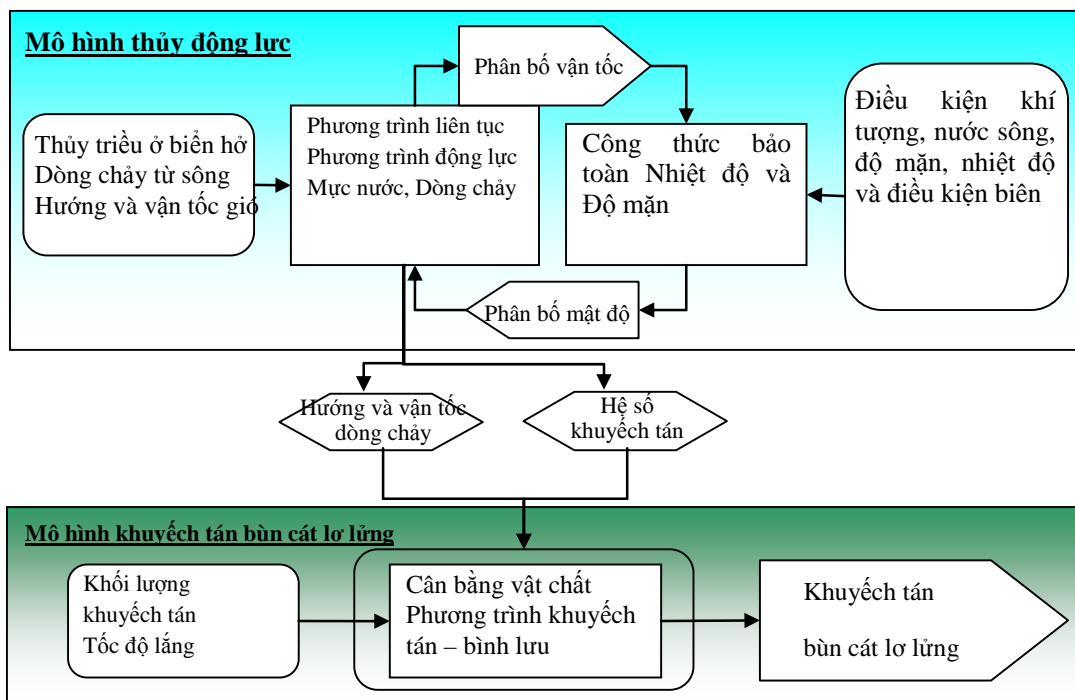 Mô hình thủy động lực
Phân bố vận tốc
Thủy triều ở biển hở
Dòng chảy từ sông
Hướng và vận tốc gió
Phương trình liên tục
Phương trình động lực
Mực nước, Dòng chảy
Công thức bảo
toàn Nhiệt độ và
Độ mặn
Điều kiện khí
tượng, nước sông,
độ mặn, nhiệt độ
và điều kiện biên
Phân bố mật độ
Hướng và vận tốc
dòng chảy
Hệ số
khuyếch tán
Mô hình khuyếch tán bùn cát lơ lửng
Khối lượng
khuyếch tán
Tốc độ lắng
Cân bằng vật chất
Phương trình khuyếch
tán – bình lưu
Khuyếch tán
bùn cát lơ lửng